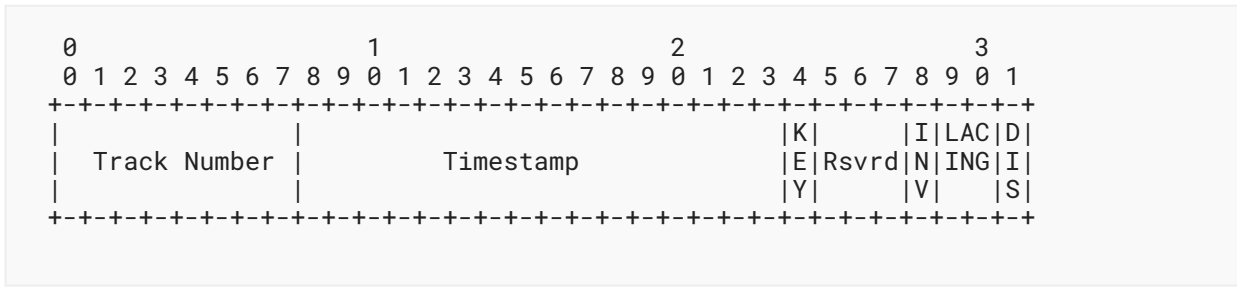 0                   1                   2                   3
 0 1 2 3 4 5 6 7 8 9 0 1 2 3 4 5 6 7 8 9 0 1 2 3 4 5 6 7 8 9 0 1
+-+-+-+-+-+-+-+-+-+-+-+-+-+-+-+-+-+-+-+-+-+-+-+-+-+-+-+-+-+-+-+-+
|               |                               |K|     |I|LAC|D|
|  Track Number |         Timestamp             |E|Rsvrd|N|ING|I|
|               |                               |Y|     |V|   |S|
+-+-+-+-+-+-+-+-+-+-+-+-+-+-+-+-+-+-+-+-+-+-+-+-+-+-+-+-+-+-+-+-+